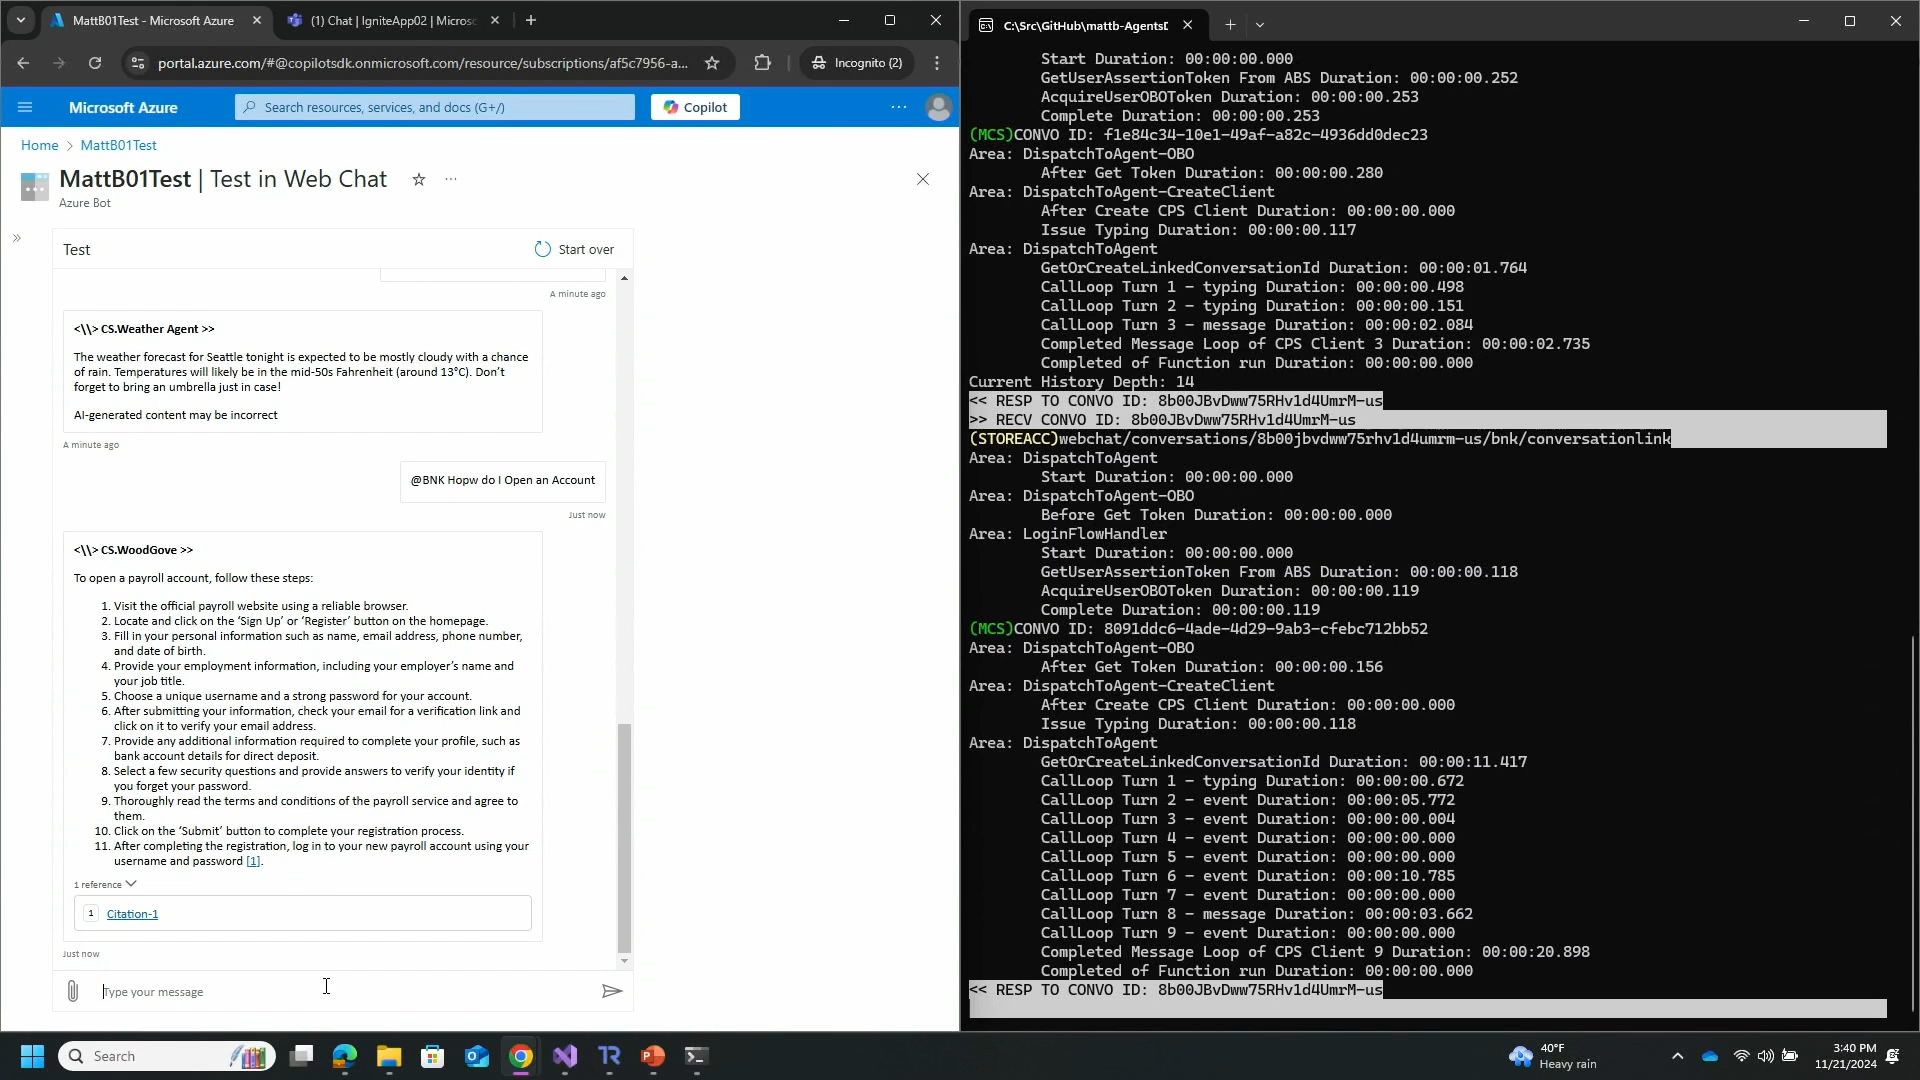 MattB01Test - Microsoft Azure
(1) Chat | IgniteApp02 | Micros
portal.azure.com/#@copilotsdk.onmicrosoft.com/resource/subscriptions/af5c7956-a...
Incognito (2)
Microsoft Azure
Search resources, services, and docs (G+/)
Copilot
Home > MattB01Test
MattB01Test | Test in Web Chat
Azure Bot
Test
Start over
A minute ago
<\\> CS.Weather Agent >>
The weather forecast for Seattle tonight is expected to be mostly cloudy with a chance
of rain. Temperatures will likely be in the mid-50s Fahrenheit (around 13°C). Don't
forget to bring an umbrella just in case!
AI-generated content may be incorrect
A minute ago
@BNK Hopw do I Open an Account
Just now
<\\> CS.WoodGove >>
To open a payroll account, follow these steps:
1. Visit the official payroll website using a reliable browser.
2. Locate and click on the 'Sign Up' or 'Register' button on the homepage.
3. Fill in your personal information such as name, email address, phone number,
and date of birth.
4. Provide your employment information, including your employer's name and
your job title.
5. Choose a unique username and a strong password for your account.
6. After submitting your information, check your email for a verification link and
click on it to verify your email address.
7. Provide any additional information required to complete your profile, such as
bank account details for direct deposit.
8. Select a few security questions and provide answers to verify your identity if
you forget your password.
9. Thoroughly read the terms and conditions of the payroll service and agree to
them.
10. Click on the 'Submit' button to complete your registration process.
11. After completing the registration, log in to your new payroll account using your
username and password [1].
1 reference
1 Citation-1
Just now
Type your message
C:\Src\GitHub\mattb-AgentsD
Start Duration: 00:00:00.000
GetUserAssertionToken From ABS Duration: 00:00:00.252
AcquireUserOBOToken Duration: 00:00:00.253
Complete Duration: 00:00:00.253
(MCS)CONVO ID: f1e84c34-10e1-49af-a82c-4936dd0dec23
Area: DispatchToAgent-OBO
After Get Token Duration: 00:00:00.280
Area: DispatchToAgent-CreateClient
After Create CPS Client Duration: 00:00:00.000
Issue Typing Duration: 00:00:00.117
Area: DispatchToAgent
GetOrCreateLinkedConversationId Duration: 00:00:01.764
CallLoop Turn 1 - typing Duration: 00:00:00.498
CallLoop Turn 2 - typing Duration: 00:00:00.151
CallLoop Turn 3 - message Duration: 00:00:02.084
Completed Message Loop of CPS Client 3 Duration: 00:00:02.735
Completed of Function run Duration: 00:00:00.000
Current History Depth: 14
<< RESP TO CONVO ID: 8b00JBvDww75RHv1d4UmrM-us
>> RECV CONVO ID: 8b00JBvDww75RHv1d4UmrM-us
(STOREACC)webchat/conversations/8b00jbvdww75rhv1d4umrm-us/bnk/conversationlink
Area: DispatchToAgent
Start Duration: 00:00:00.000
Area: DispatchToAgent-OBO
Before Get Token Duration: 00:00:00.000
Area: LoginFlowHandler
Start Duration: 00:00:00.000
GetUserAssertionToken From ABS Duration: 00:00:00.118
AcquireUserOBOToken Duration: 00:00:00.119
Complete Duration: 00:00:00.119
(MCS)CONVO ID: 8091ddc6-4ade-4d29-9ab3-cfebc712bb52
Area: DispatchToAgent-OBO
After Get Token Duration: 00:00:00.156
Area: DispatchToAgent-CreateClient
After Create CPS Client Duration: 00:00:00.000
Issue Typing Duration: 00:00:00.118
Area: DispatchToAgent
GetOrCreateLinkedConversationId Duration: 00:00:11.417
CallLoop Turn 1 - typing Duration: 00:00:00.672
CallLoop Turn 2 - event Duration: 00:00:05.772
CallLoop Turn 3 - event Duration: 00:00:00.004
CallLoop Turn 4 - event Duration: 00:00:00.000
CallLoop Turn 5 - event Duration: 00:00:00.000
CallLoop Turn 6 - event Duration: 00:00:10.785
CallLoop Turn 7 - event Duration: 00:00:00.000
CallLoop Turn 8 - message Duration: 00:00:03.662
CallLoop Turn 9 - event Duration: 00:00:00.000
Completed Message Loop of CPS Client 9 Duration: 00:00:20.898
Completed of Function run Duration: 00:00:00.000
<< RESP TO CONVO ID: 8b00JBvDww75RHv1d4UmrM-us
Search
40°F
Heavy rain
3:40 PM
11/21/2024